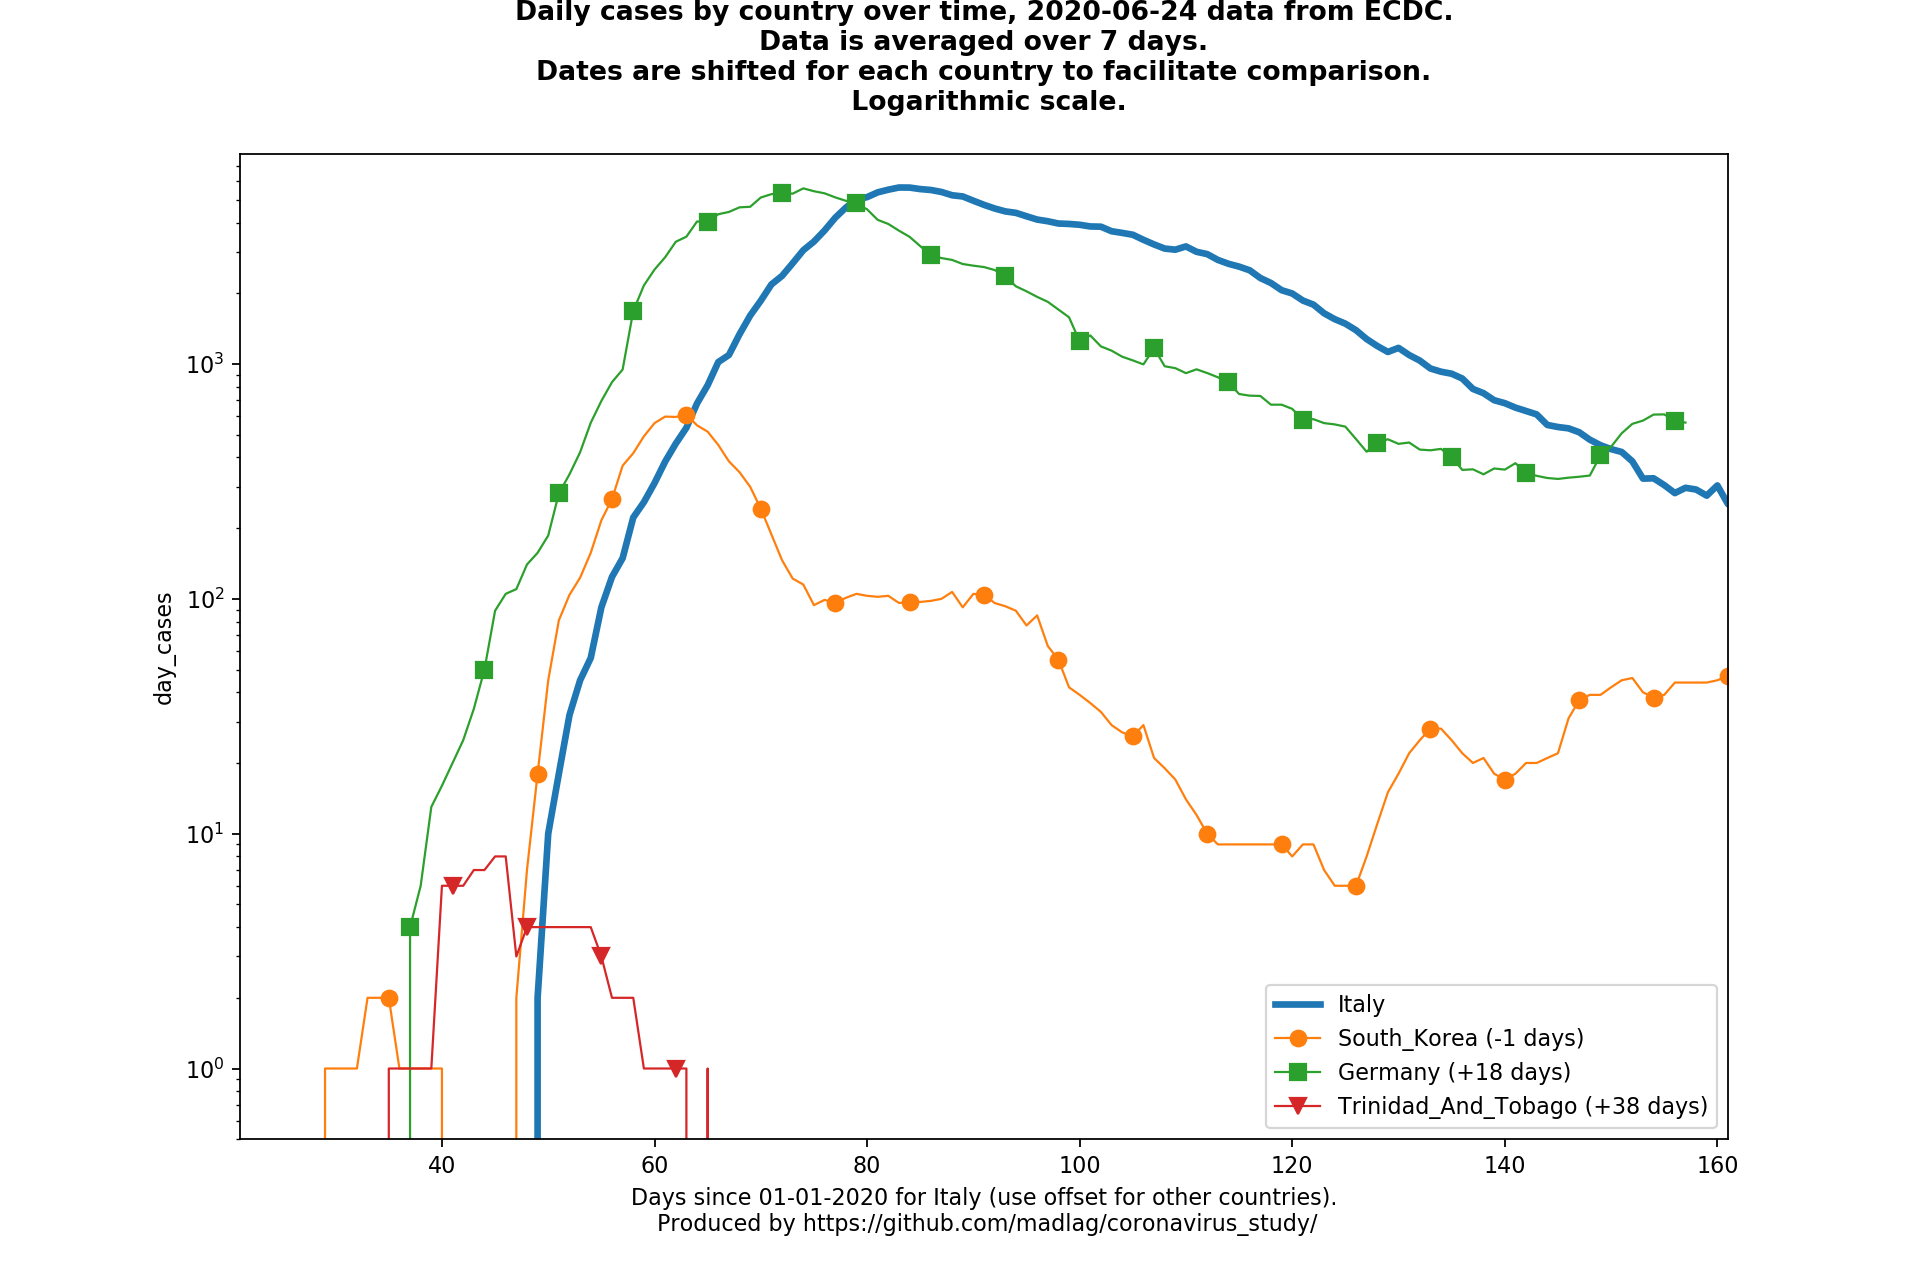 Daily cases by country over time, 2020-06-24 data from ECDC.
Data is averaged over 7 days.
Dates are shifted for each country to facilitate comparison.
Logarithmic scale.
10³
10²
10¹
10⁰
day_cases
Italy
South_Korea (-1 days)
Germany (+18 days)
Trinidad_And_Tobago (+38 days)
40 60 80 100 120 140 160
Days since 01-01-2020 for Italy (use offset for other countries).
Produced by https://github.com/madlag/coronavirus_study/